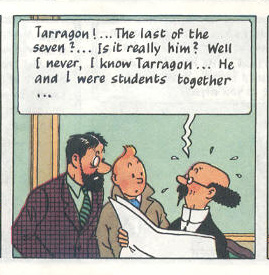 Tarragon!... The last of the
seven?... Is it really him? Well
I never, I know Tarragon... He
and I were students together
...